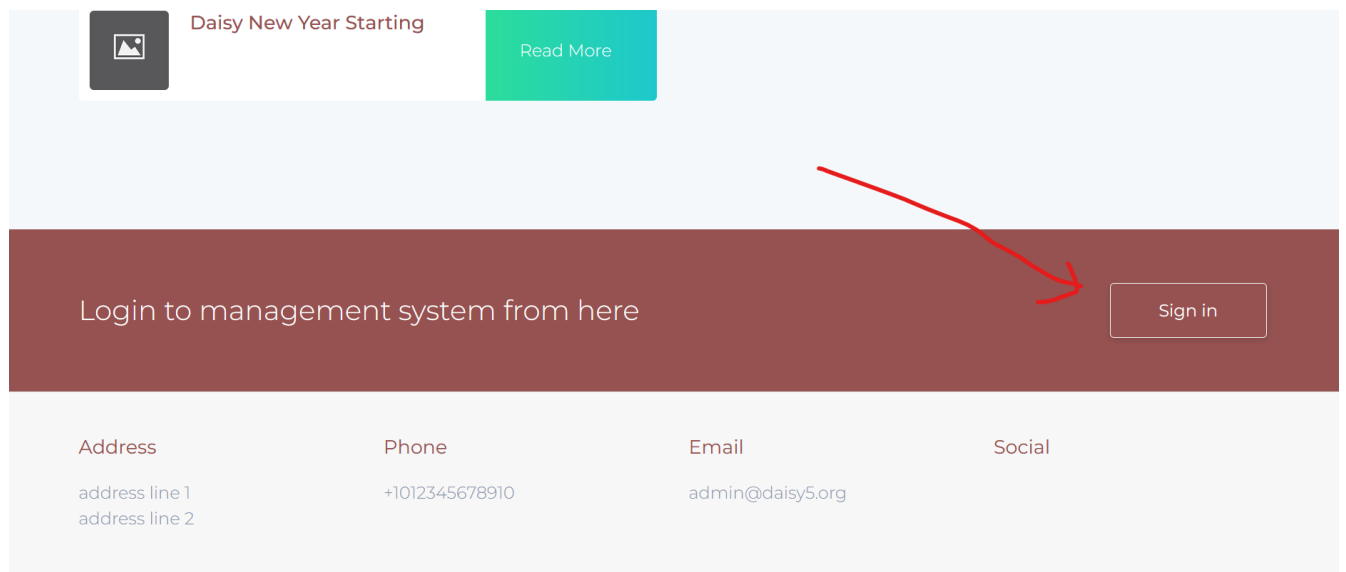 Daisy New Year Starting
Read More
Login to management system from here
Sign in
Address
address line 1
address line 2
Phone
+1012345678910
Email
admin@daisy5.org
Social